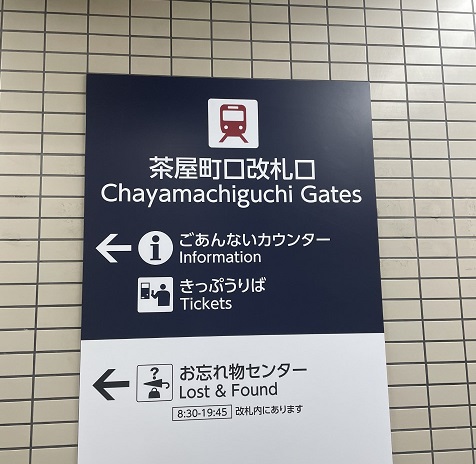 茶屋町口改札口
Chayamachiguchi Gates
ごあんないカウンター
Information
きっぷうりば
Tickets
お忘れ物センター
Lost & Found
8:30-19:45 改札内にあります